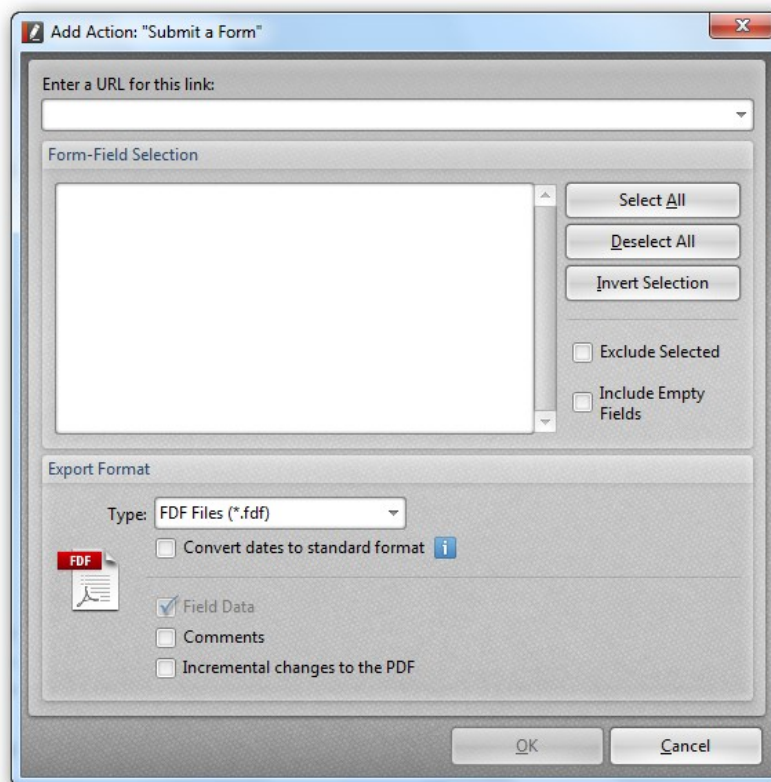 Add Action: "Submit a Form"
Enter a URL for this link:
Form-Field Selection
Select All
Deselect All
Invert Selection
Exclude Selected
Include Empty
Fields
Export Format
Type: FDF Files (*.fdf)
Convert dates to standard format i
FDF
Field Data
Comments
Incremental changes to the PDF
OK
Cancel